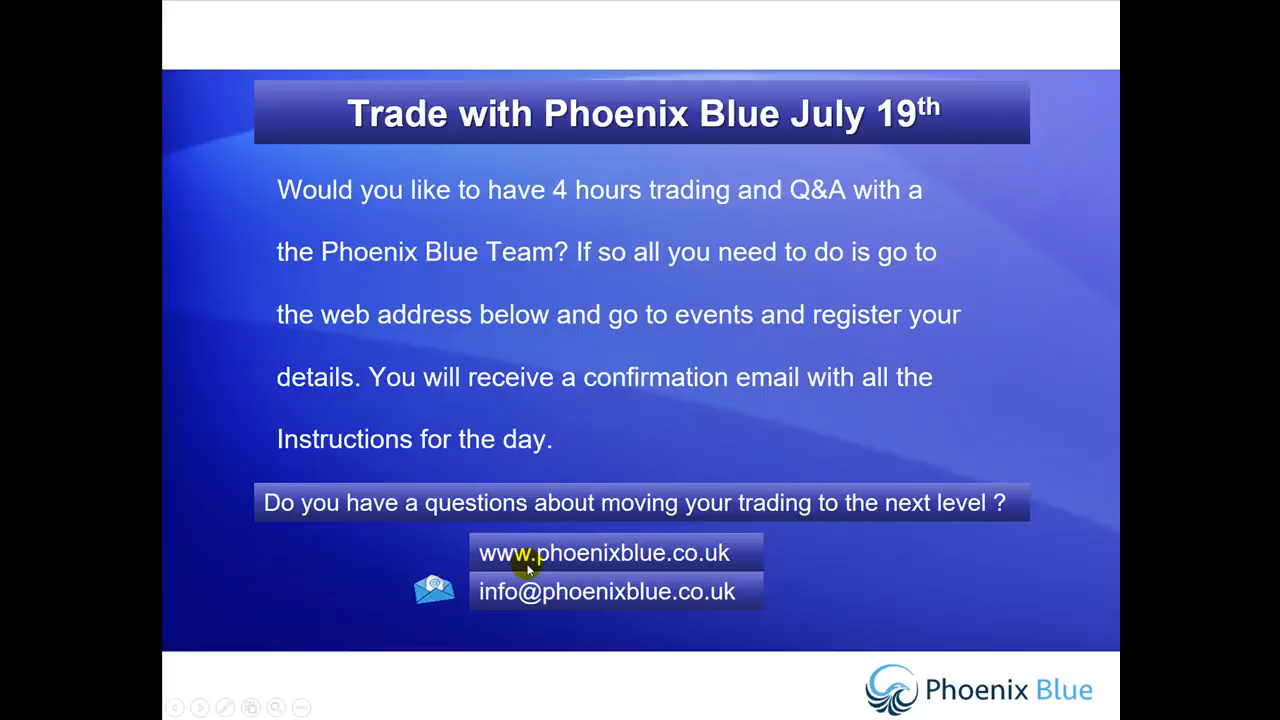 Trade with Phoenix Blue July 19th
Would you like to have 4 hours trading and Q&A with a
the Phoenix Blue Team? If so all you need to do is go to
the web address below and go to events and register your
details. You will receive a confirmation email with all the
Instructions for the day.
Do you have a questions about moving your trading to the next level ?
www.phoenixblue.co.uk
@
info@phoenixblue.co.uk
Phoenix Blue